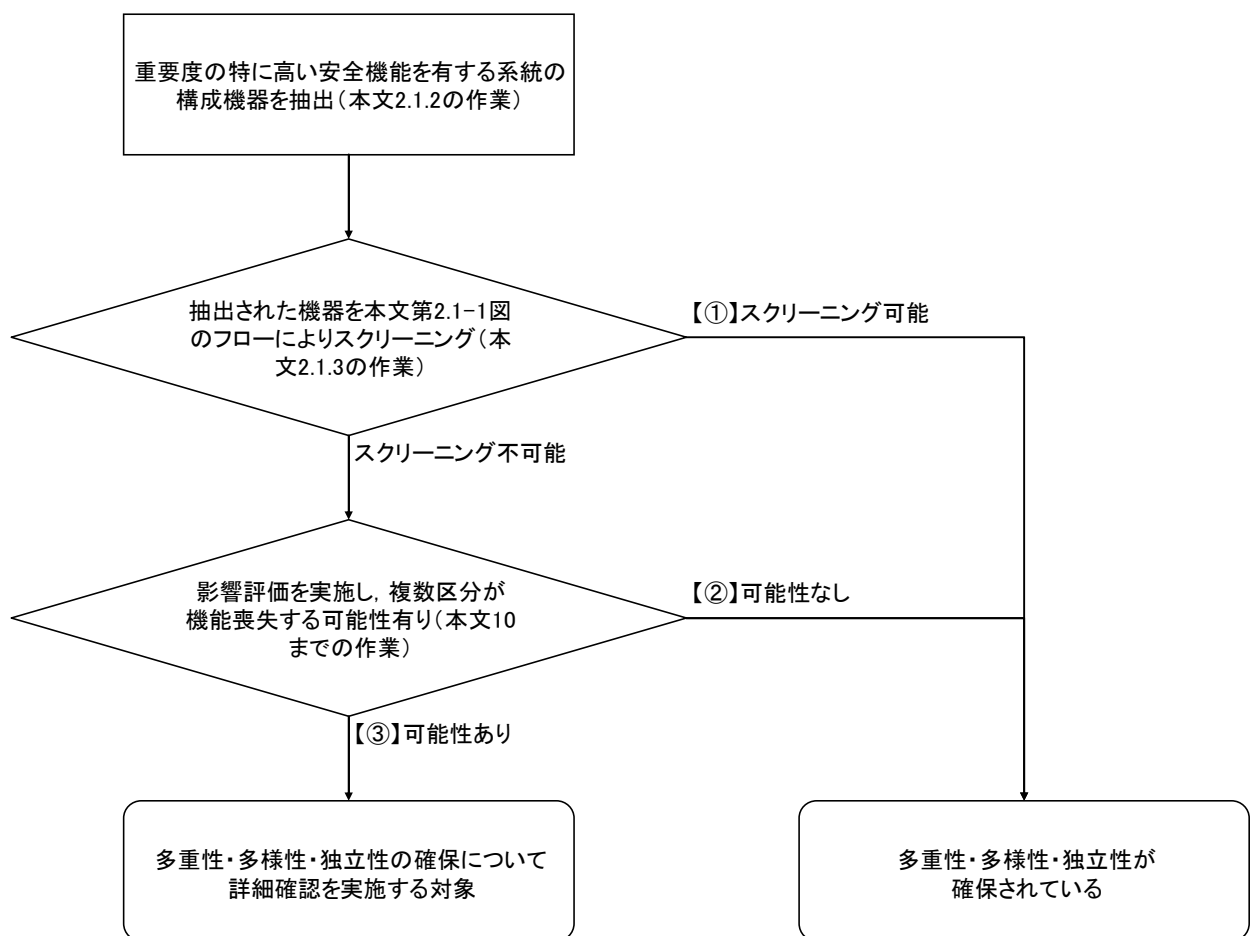 重要度の特に高い安全機能を有する系統の
構成機器を抽出（本文2.1.2の作業）
抽出された機器を本文第2.1-1図
のフローによりスクリーニング（本
文2.1.3の作業）
【①】スクリーニング可能
スクリーニング不可能
影響評価を実施し，複数区分が
機能喪失する可能性有り（本文10
までの作業）
【②】可能性なし
【③】可能性あり
多重性・多様性・独立性の確保について
詳細確認を実施する対象
多重性・多様性・独立性が
確保されている